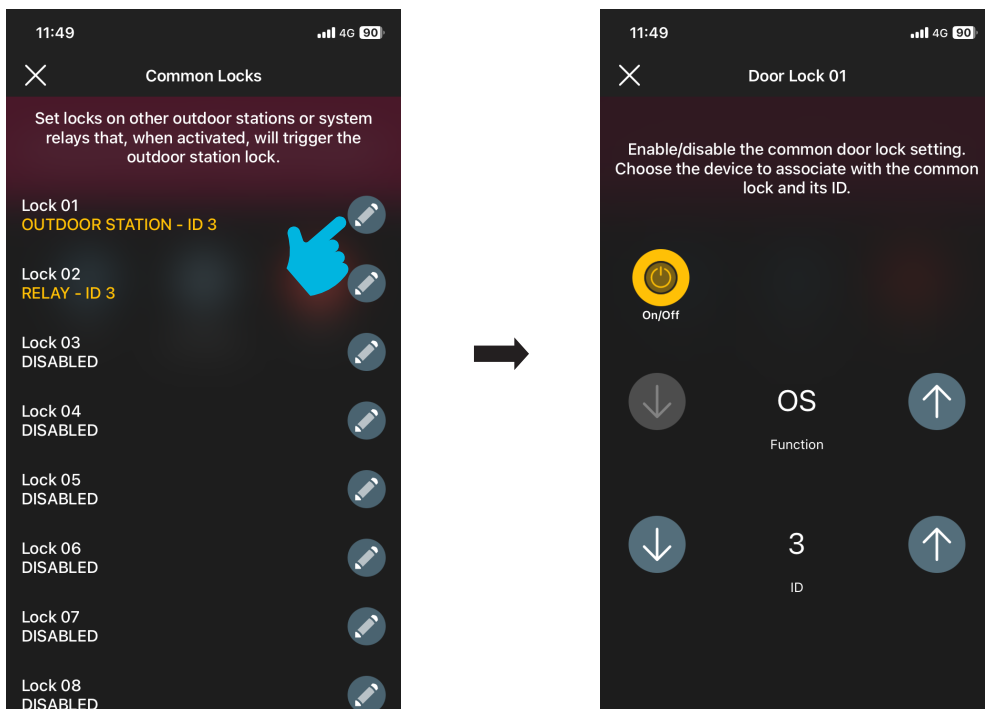 11:49
4G 90
Common Locks
Set locks on other outdoor stations or system
relays that, when activated, will trigger the
outdoor station lock.
Lock 01
OUTDOOR STATION - ID 3
Lock 02
RELAY - ID 3
Lock 03
DISABLED
Lock 04
DISABLED
Lock 05
DISABLED
Lock 06
DISABLED
Lock 07
DISABLED
Lock 08
DISABLED
11:49
4G 90
Door Lock 01
Enable/disable the common door lock setting.
Choose the device to associate with the common
lock and its ID.
On/Off
OS
Function
3
ID